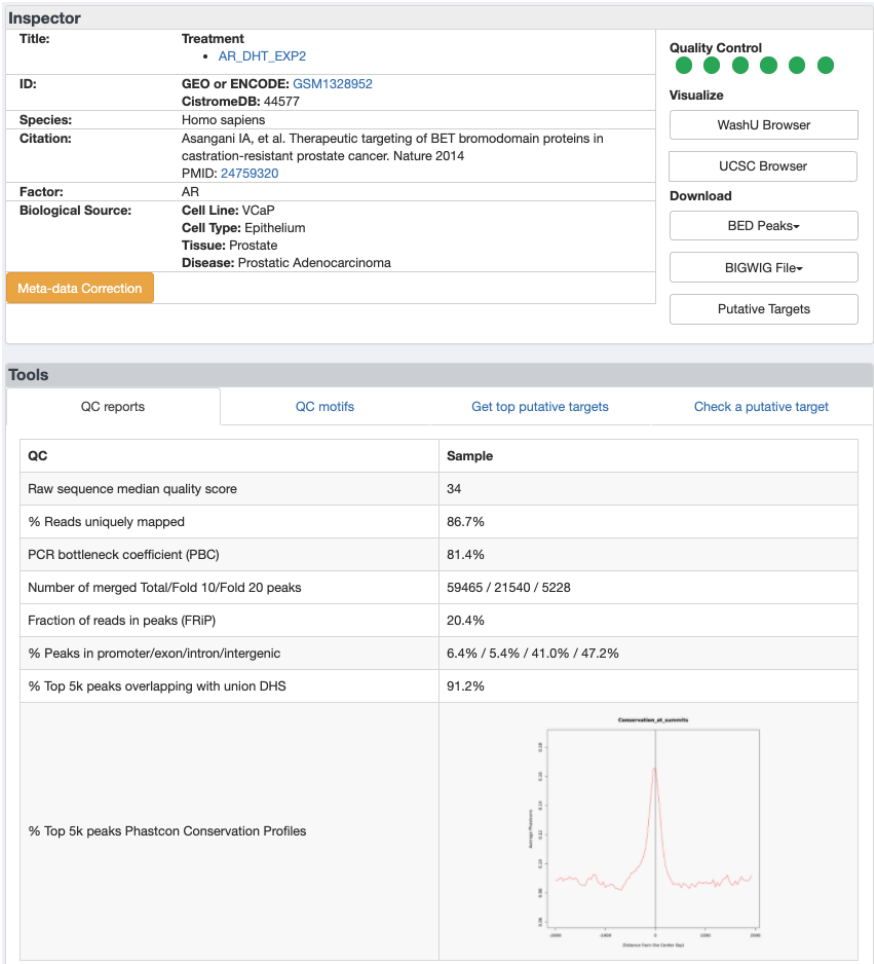 Inspector
Title:
Treatment
• AR_DHT_EXP2
ID:
GEO or ENCODE: GSM1328952
CistromeDB: 44577
Species:
Homo sapiens
Citation:
Asangani IA, et al. Therapeutic targeting of BET bromodomain proteins in
castration-resistant prostate cancer. Nature 2014
PMID: 24759320
Factor:
AR
Biological Source:
Cell Line: VCaP
Cell Type: Epithelium
Tissue: Prostate
Disease: Prostatic Adenocarcinoma
Meta-data Correction
Quality Control
Visualize
WashU Browser
UCSC Browser
Download
BED Peaks
BIGWIG File
Putative Targets
Tools
QC reports
QC motifs
Get top putative targets
Check a putative target
QC
Sample
Raw sequence median quality score
34
% Reads uniquely mapped
86.7%
PCR bottleneck coefficient (PBC)
81.4%
Number of merged Total/Fold 10/Fold 20 peaks
59465 / 21540 / 5228
Fraction of reads in peaks (FRiP)
20.4%
% Peaks in promoter/exon/intron/intergenic
6.4% / 5.4% / 41.0% / 47.2%
% Top 5k peaks overlapping with union DHS
91.2%
% Top 5k peaks Phastcon Conservation Profiles
Conservation_at_summits
Distance from the Center (bp)